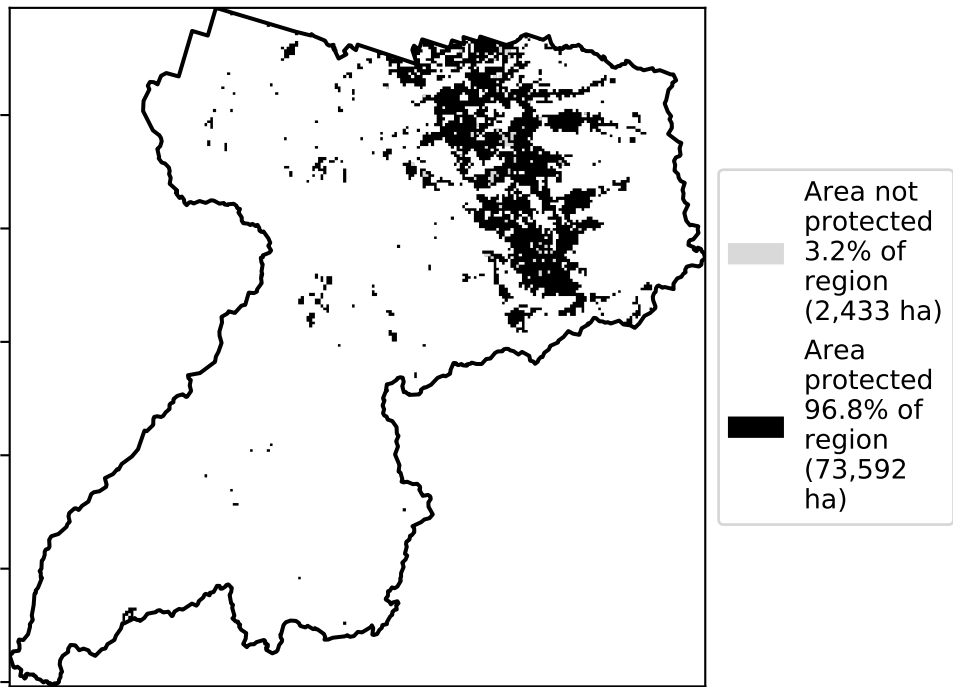 Area not
protected
3.2% of
region
(2,433 ha)
Area
protected
96.8% of
region
(73,592
ha)